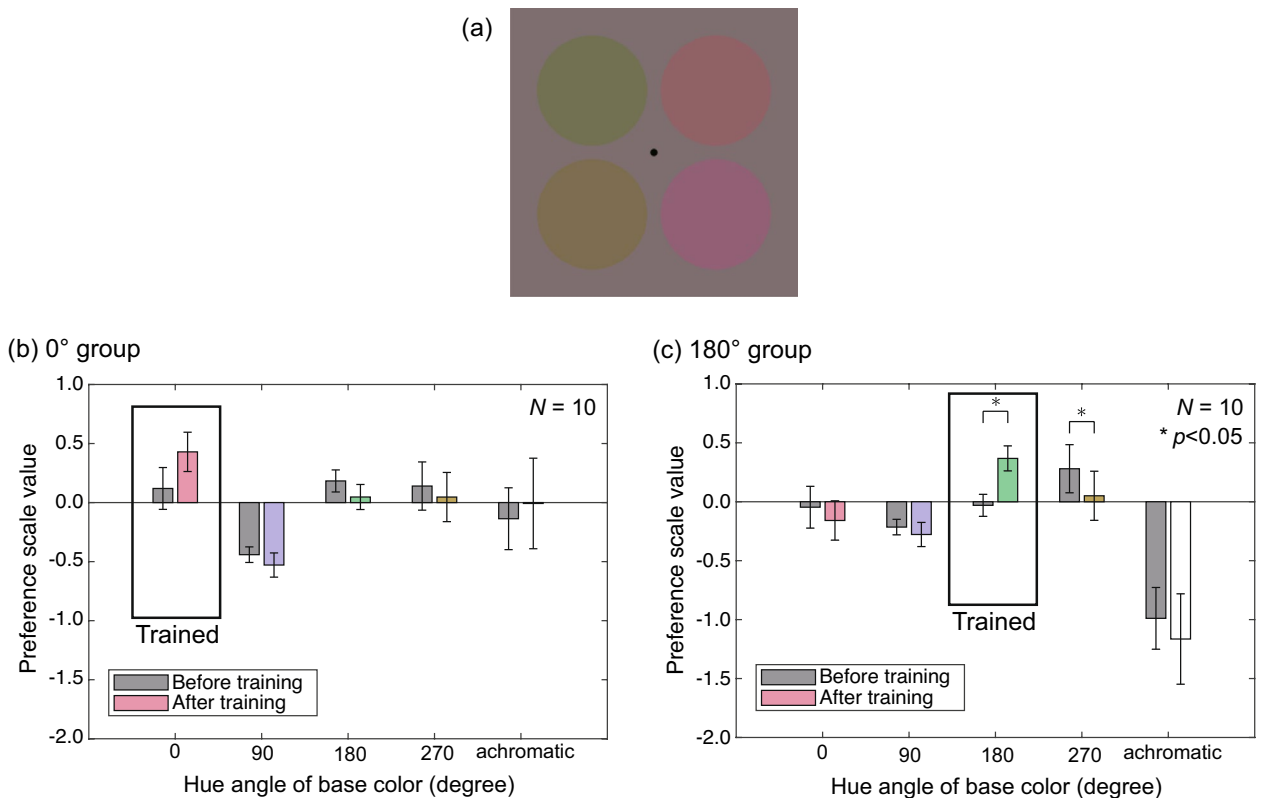 (a)
(b) 0° group
1.0
0.5
0.0
-0.5
-1.0
-1.5
-2.0
Preference scale value
N = 10
Trained
Before training
After training
0 90 180 270 achromatic
Hue angle of base color (degree)
(c) 180° group
1.0
0.5
0.0
-0.5
-1.0
-1.5
-2.0
Preference scale value
* *
N = 10
* p<0.05
Trained
Before training
After training
0 90 180 270 achromatic
Hue angle of base color (degree)